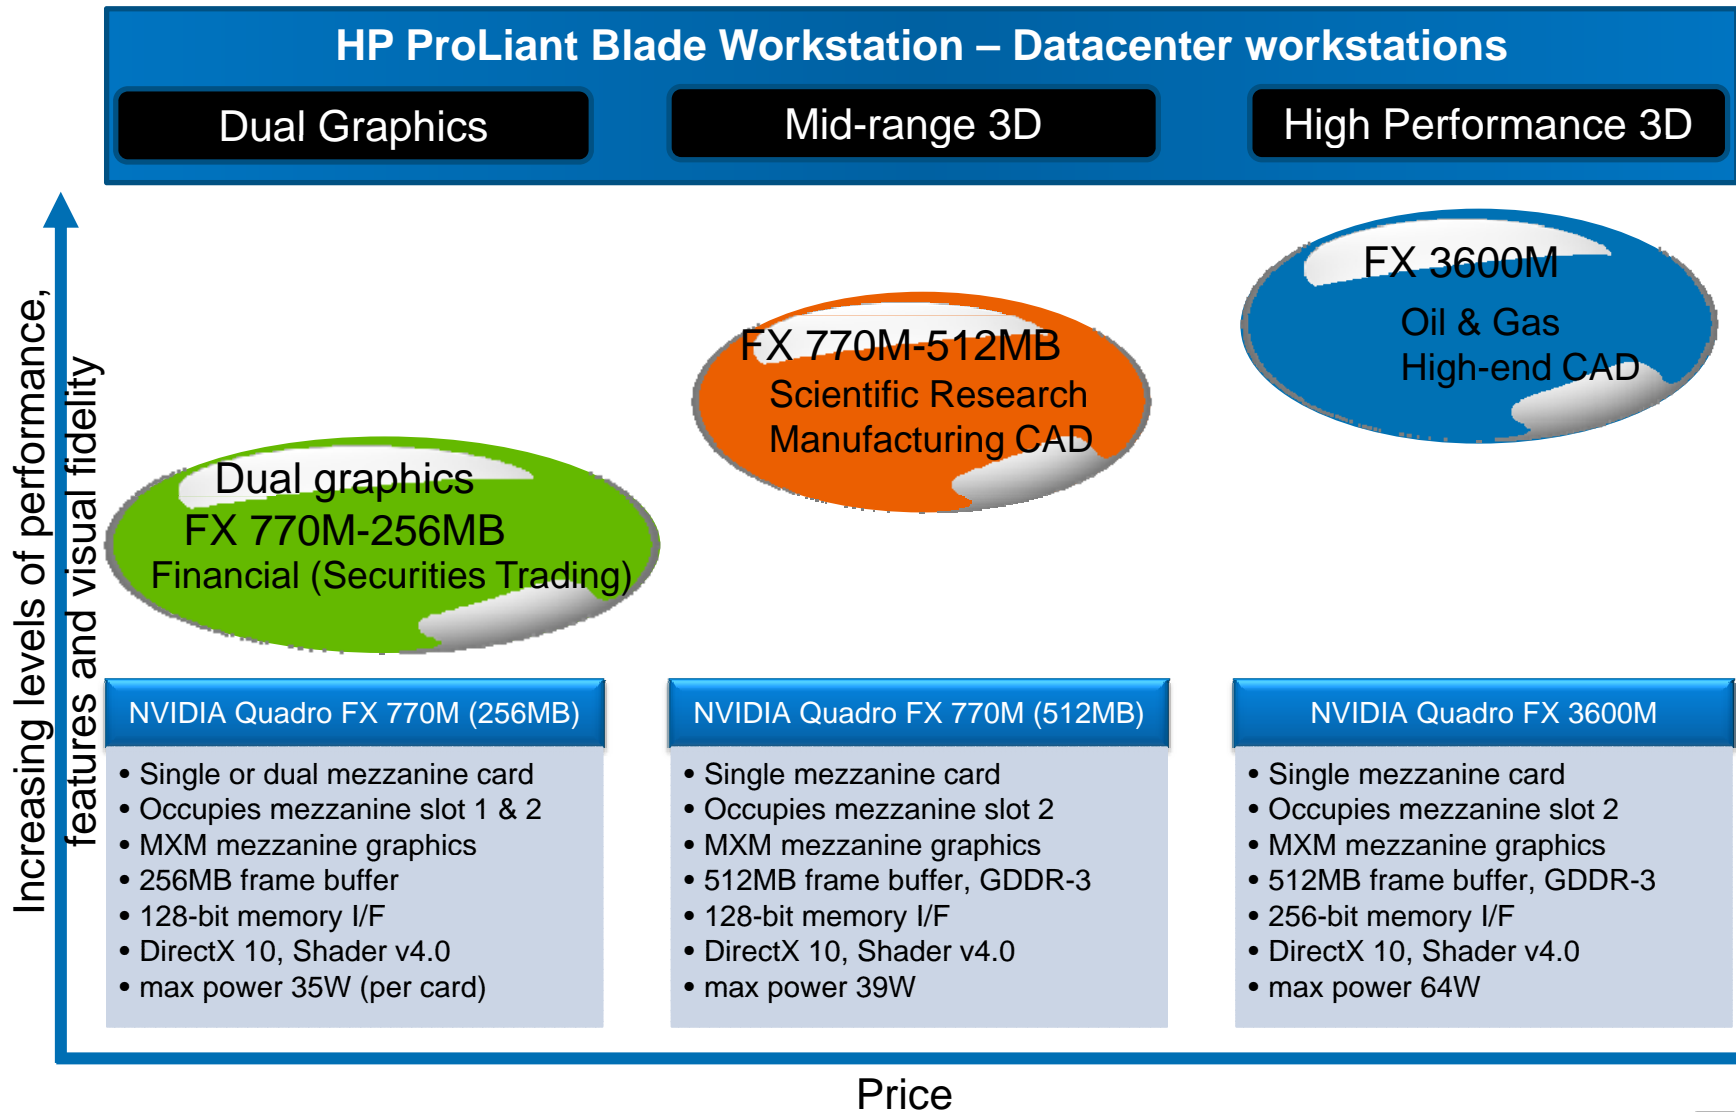 HP ProLiant Blade Workstation – Datacenter workstations
Dual Graphics
Mid-range 3D
High Performance 3D
Increasing levels of performance,
features and visual fidelity
Dual graphics
FX 770M-256MB
Financial (Securities Trading)
FX 770M-512MB
Scientific Research
Manufacturing CAD
FX 3600M
Oil & Gas
High-end CAD
NVIDIA Quadro FX 770M (256MB)
• Single or dual mezzanine card
• Occupies mezzanine slot 1 & 2
• MXM mezzanine graphics
• 256MB frame buffer
• 128-bit memory I/F
• DirectX 10, Shader v4.0
• max power 35W (per card)
NVIDIA Quadro FX 770M (512MB)
• Single mezzanine card
• Occupies mezzanine slot 2
• MXM mezzanine graphics
• 512MB frame buffer, GDDR-3
• 128-bit memory I/F
• DirectX 10, Shader v4.0
• max power 39W
NVIDIA Quadro FX 3600M
• Single mezzanine card
• Occupies mezzanine slot 2
• MXM mezzanine graphics
• 512MB frame buffer, GDDR-3
• 256-bit memory I/F
• DirectX 10, Shader v4.0
• max power 64W
Price